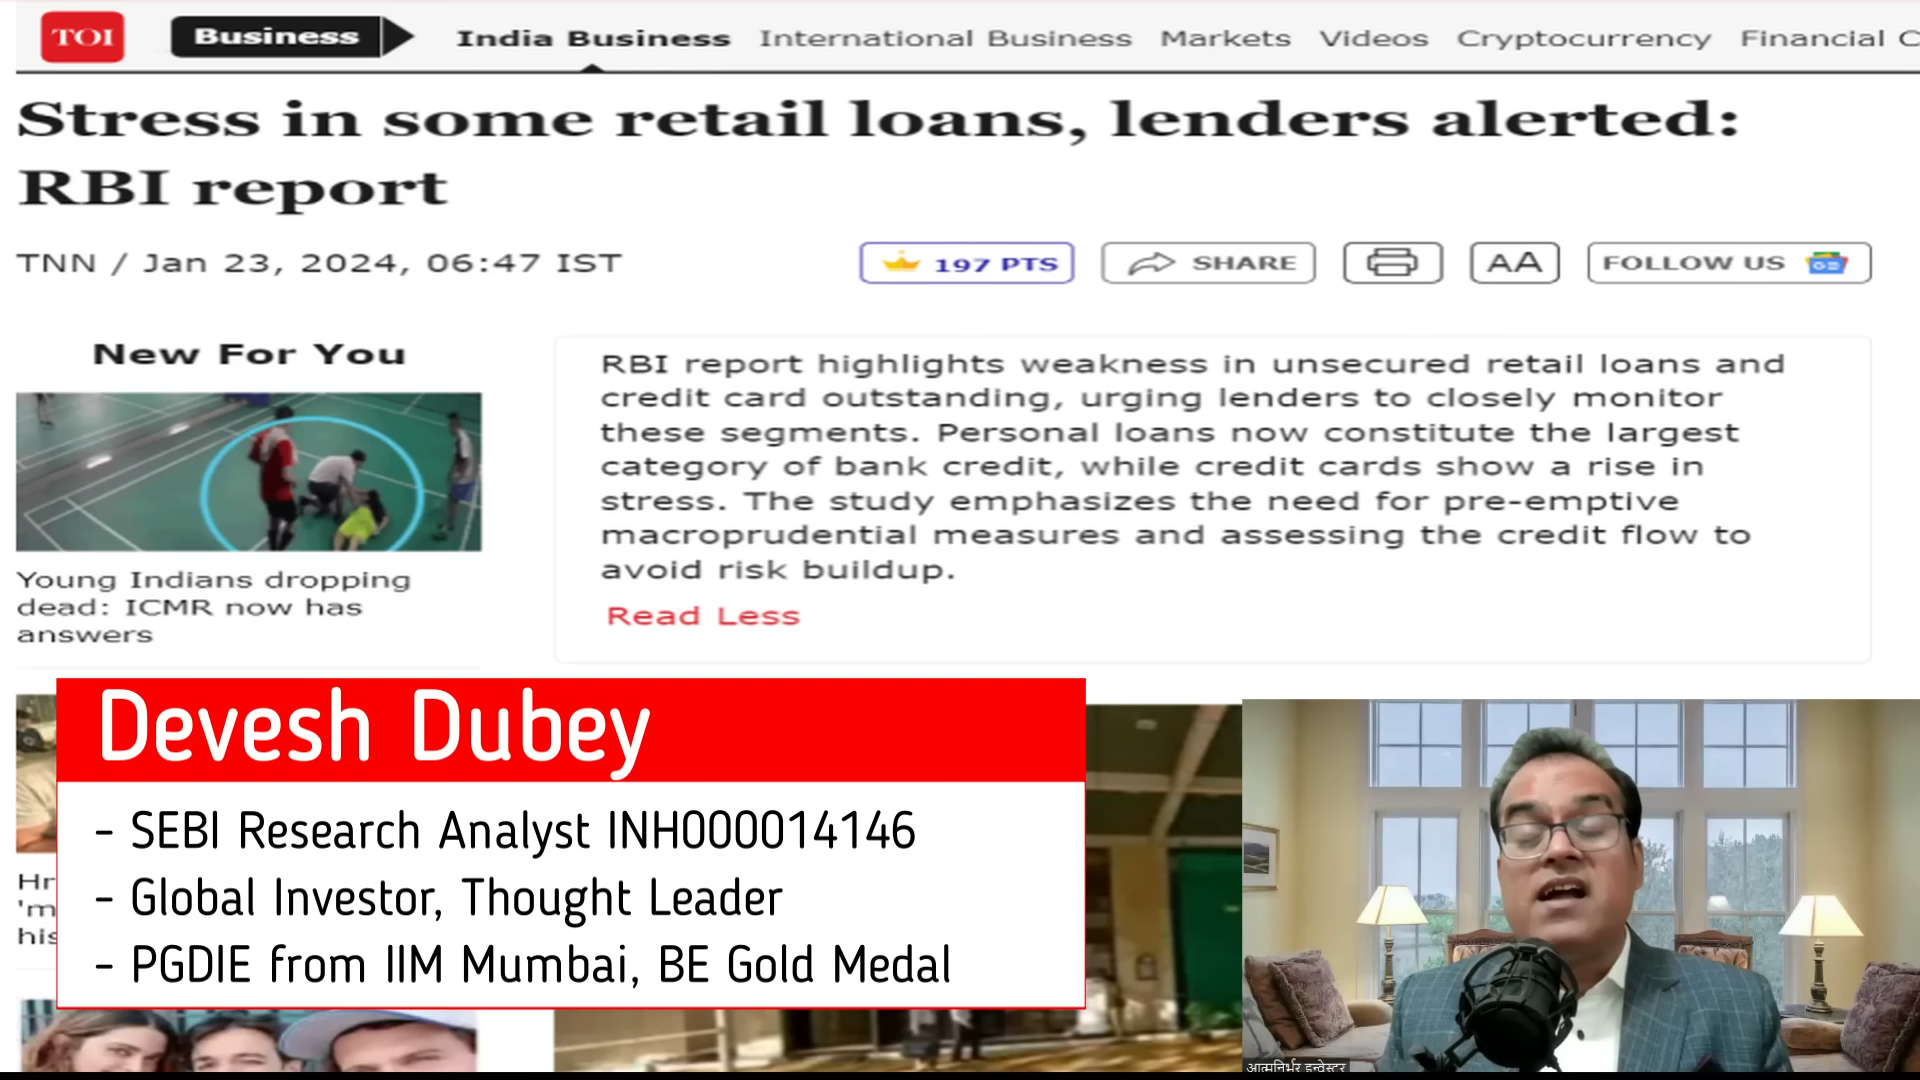 TOI
Business
India Business International Business Markets Videos Cryptocurrency Financial C
Stress in some retail loans, lenders alerted:
RBI report
TNN / Jan 23, 2024, 06:47 IST
197 PTS
SHARE
AA
FOLLOW US
New For You
Young Indians dropping
dead: ICMR now has
answers
RBI report highlights weakness in unsecured retail loans and
credit card outstanding, urging lenders to closely monitor
these segments. Personal loans now constitute the largest
category of bank credit, while credit cards show a rise in
stress. The study emphasizes the need for pre-emptive
macroprudential measures and assessing the credit flow to
avoid risk buildup.
Read Less
Hr
'm
his
Devesh Dubey
- SEBI Research Analyst INH000014146
- Global Investor, Thought Leader
- PGDIE from IIM Mumbai, BE Gold Medal
आत्मनिर्भर इन्वेस्टर